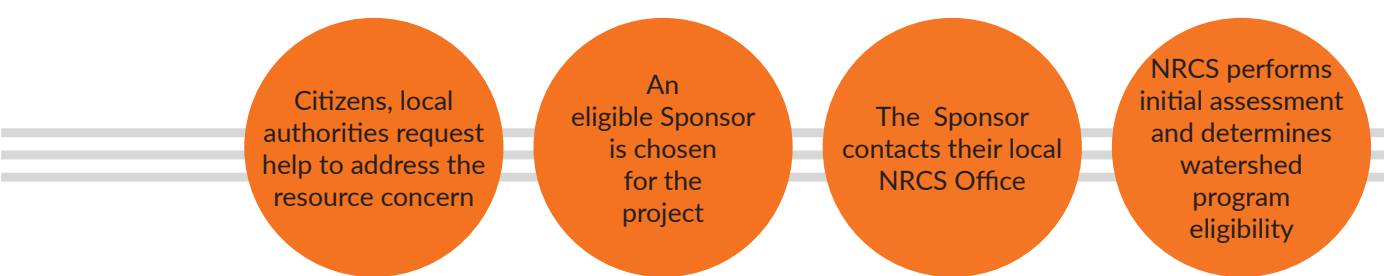 Citizens, local
authorities request
help to address the
resource concern
An
eligible Sponsor
is chosen
for the
project
The Sponsor
contacts their local
NRCS Office
NRCS performs
initial assessment
and determines
watershed
program
eligibility